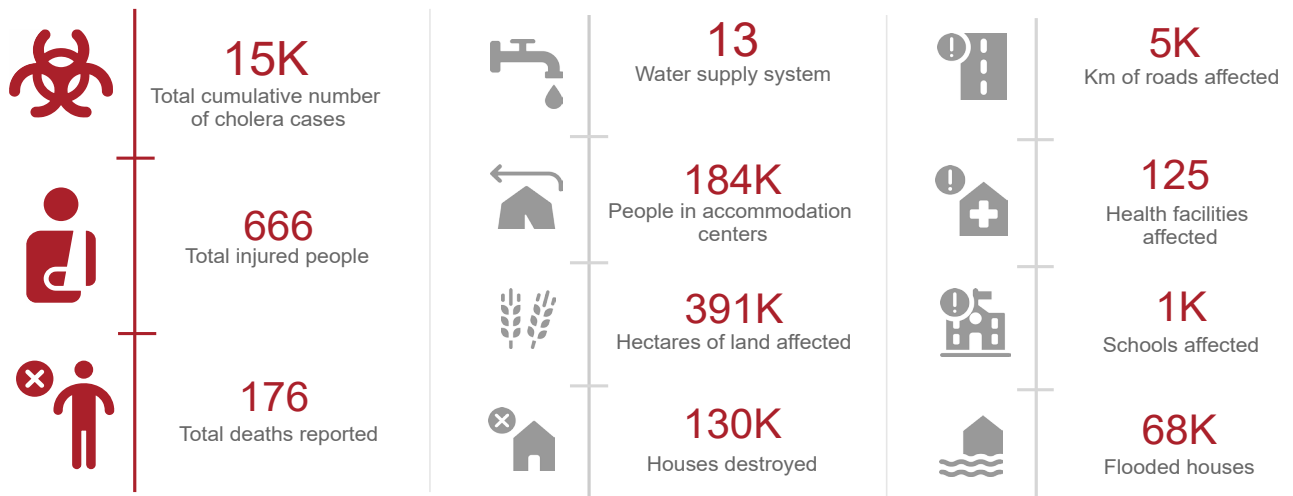 15K
Total cumulative number
of cholera cases
666
Total injured people
176
Total deaths reported
13
Water supply system
184K
People in accommodation
centers
391K
Hectares of land affected
130K
Houses destroyed
5K
Km of roads affected
125
Health facilities
affected
1K
Schools affected
68K
Flooded houses